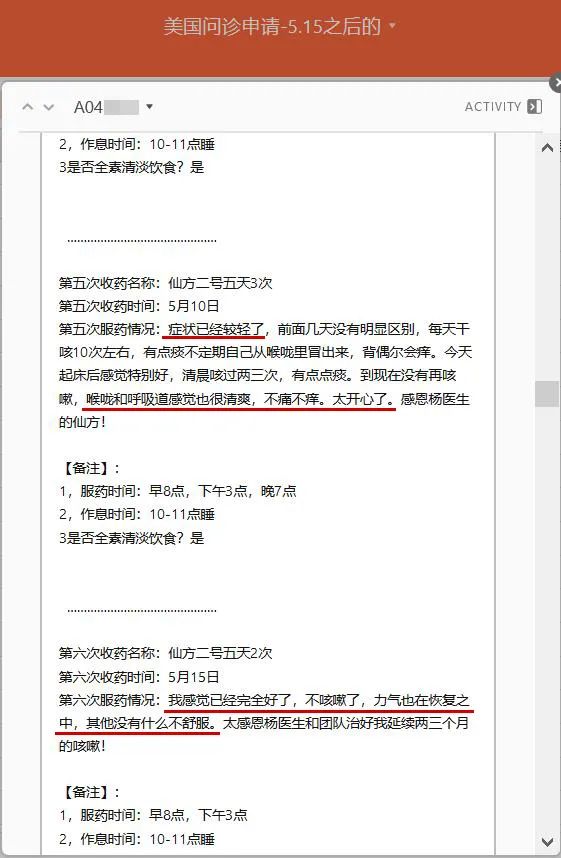 美国问诊申请-5.15之后的
A04
ACTIVITY
2，作息时间：10-11点睡
3是否全素清淡饮食？是
.............................................
第五次收药名称：仙方二号五天3次
第五次收药时间：5月10日
第五次服药情况：症状已经较轻了，前面几天没有明显区别，每天干
咳10次左右，有点痰不定期自己从喉咙里冒出来，背偶尔会痒。今天
起床后感觉特别好，清晨咳过两三次，有点点痰。到现在没有再咳
嗽，喉咙和呼吸道感觉也很清爽，不痛不痒。太开心了。感恩杨医生
的仙方！
【备注】：
1，服药时间：早8点，下午3点，晚7点
2，作息时间：10-11点睡
3是否全素清淡饮食？是
.............................................
第六次收药名称：仙方二号五天2次
第六次收药时间：5月15日
第六次服药情况：我感觉已经完全好了，不咳嗽了，力气也在恢复之
中，其他没有什么不舒服。太感恩杨医生和团队治好我延续两三个月
的咳嗽！
【备注】：
1，服药时间：早8点，下午3点
2，作息时间：10-11点睡